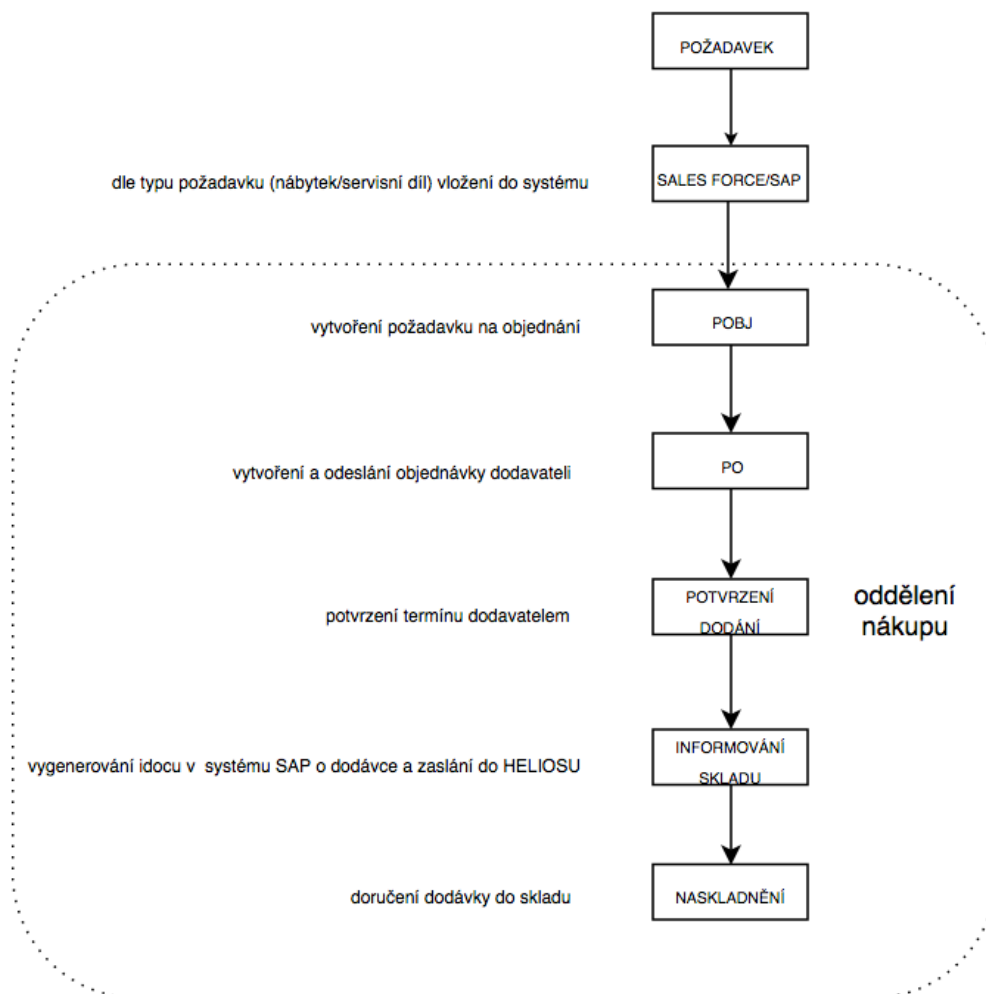 POŽADAVEK
dle typu požadavku (nábytek/servisní díl) vložení do systému
SALES FORCE/SAP
vytvoření požadavku na objednání
POBJ
vytvoření a odeslání objednávky dodavateli
PO
potvrzení termínu dodavatelem
POTVRZENÍ
DODÁNÍ
oddělení
nákupu
vygenerování idocu v  systému SAP o dodávce a zaslání do HELIOSU
INFORMOVÁNÍ
SKLADU
doručení dodávky do skladu
NASKLADNĚNÍ